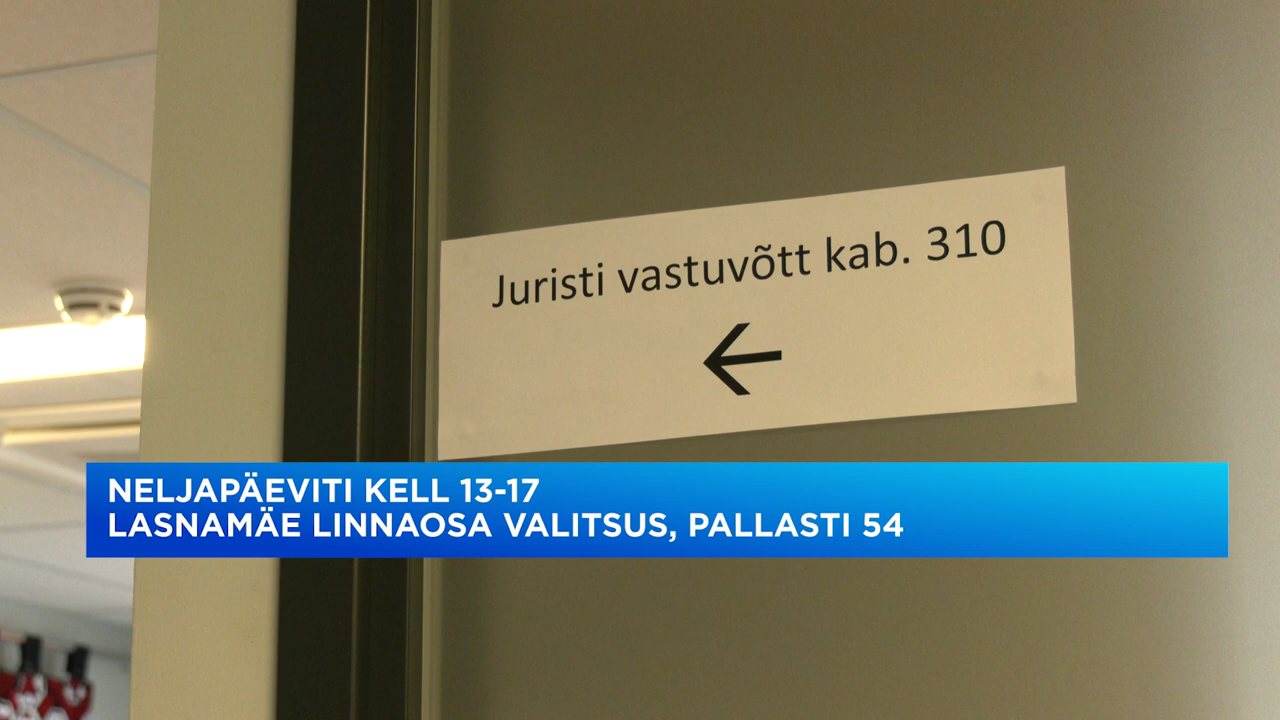 Juristi vastuvõtt kab. 310
←
NELJAPÄEVITI KELL 13-17
LASNAMÄE LINNAOSA VALITSUS, PALLASTI 54